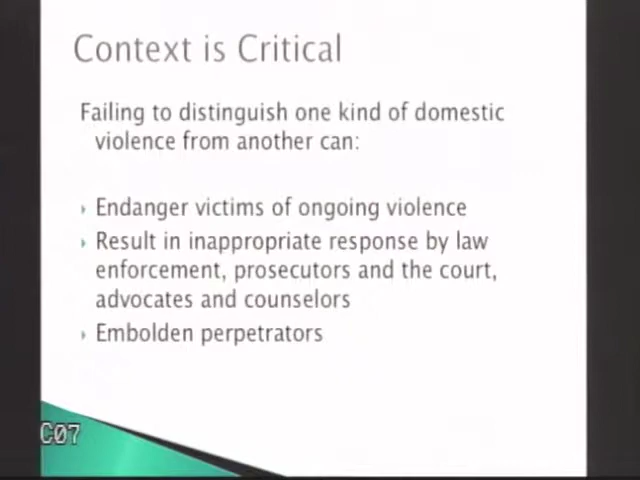 Context is Critical
Failing to distinguish one kind of domestic
violence from another can:
Endanger victims of ongoing violence
Result in inappropriate response by law
enforcement, prosecutors and the court,
advocates and counselors
Embolden perpetrators
C07